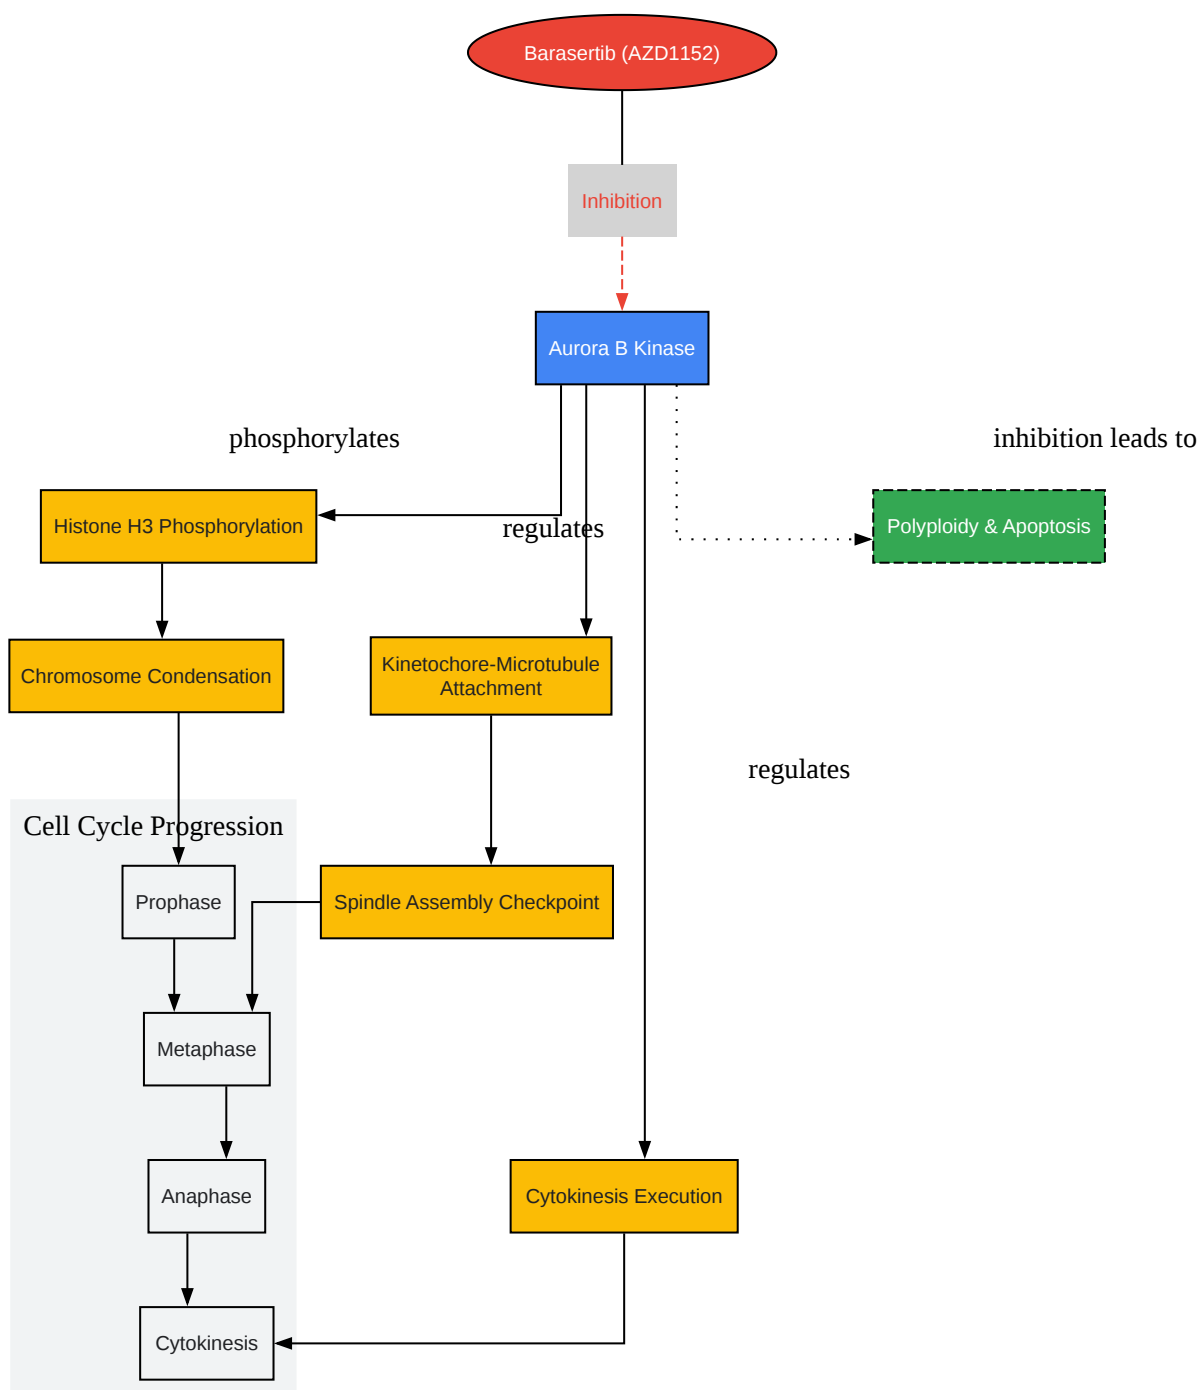 Barasertib (AZD1152)
Inhibition
Aurora B Kinase
phosphorylates
inhibition leads to
Histone H3 Phosphorylation
regulates
Polyploidy & Apoptosis
Chromosome Condensation
Kinetochore-Microtubule
Attachment
regulates
Cell Cycle Progression
Prophase
Spindle Assembly Checkpoint
Metaphase
Anaphase
Cytokinesis Execution
Cytokinesis